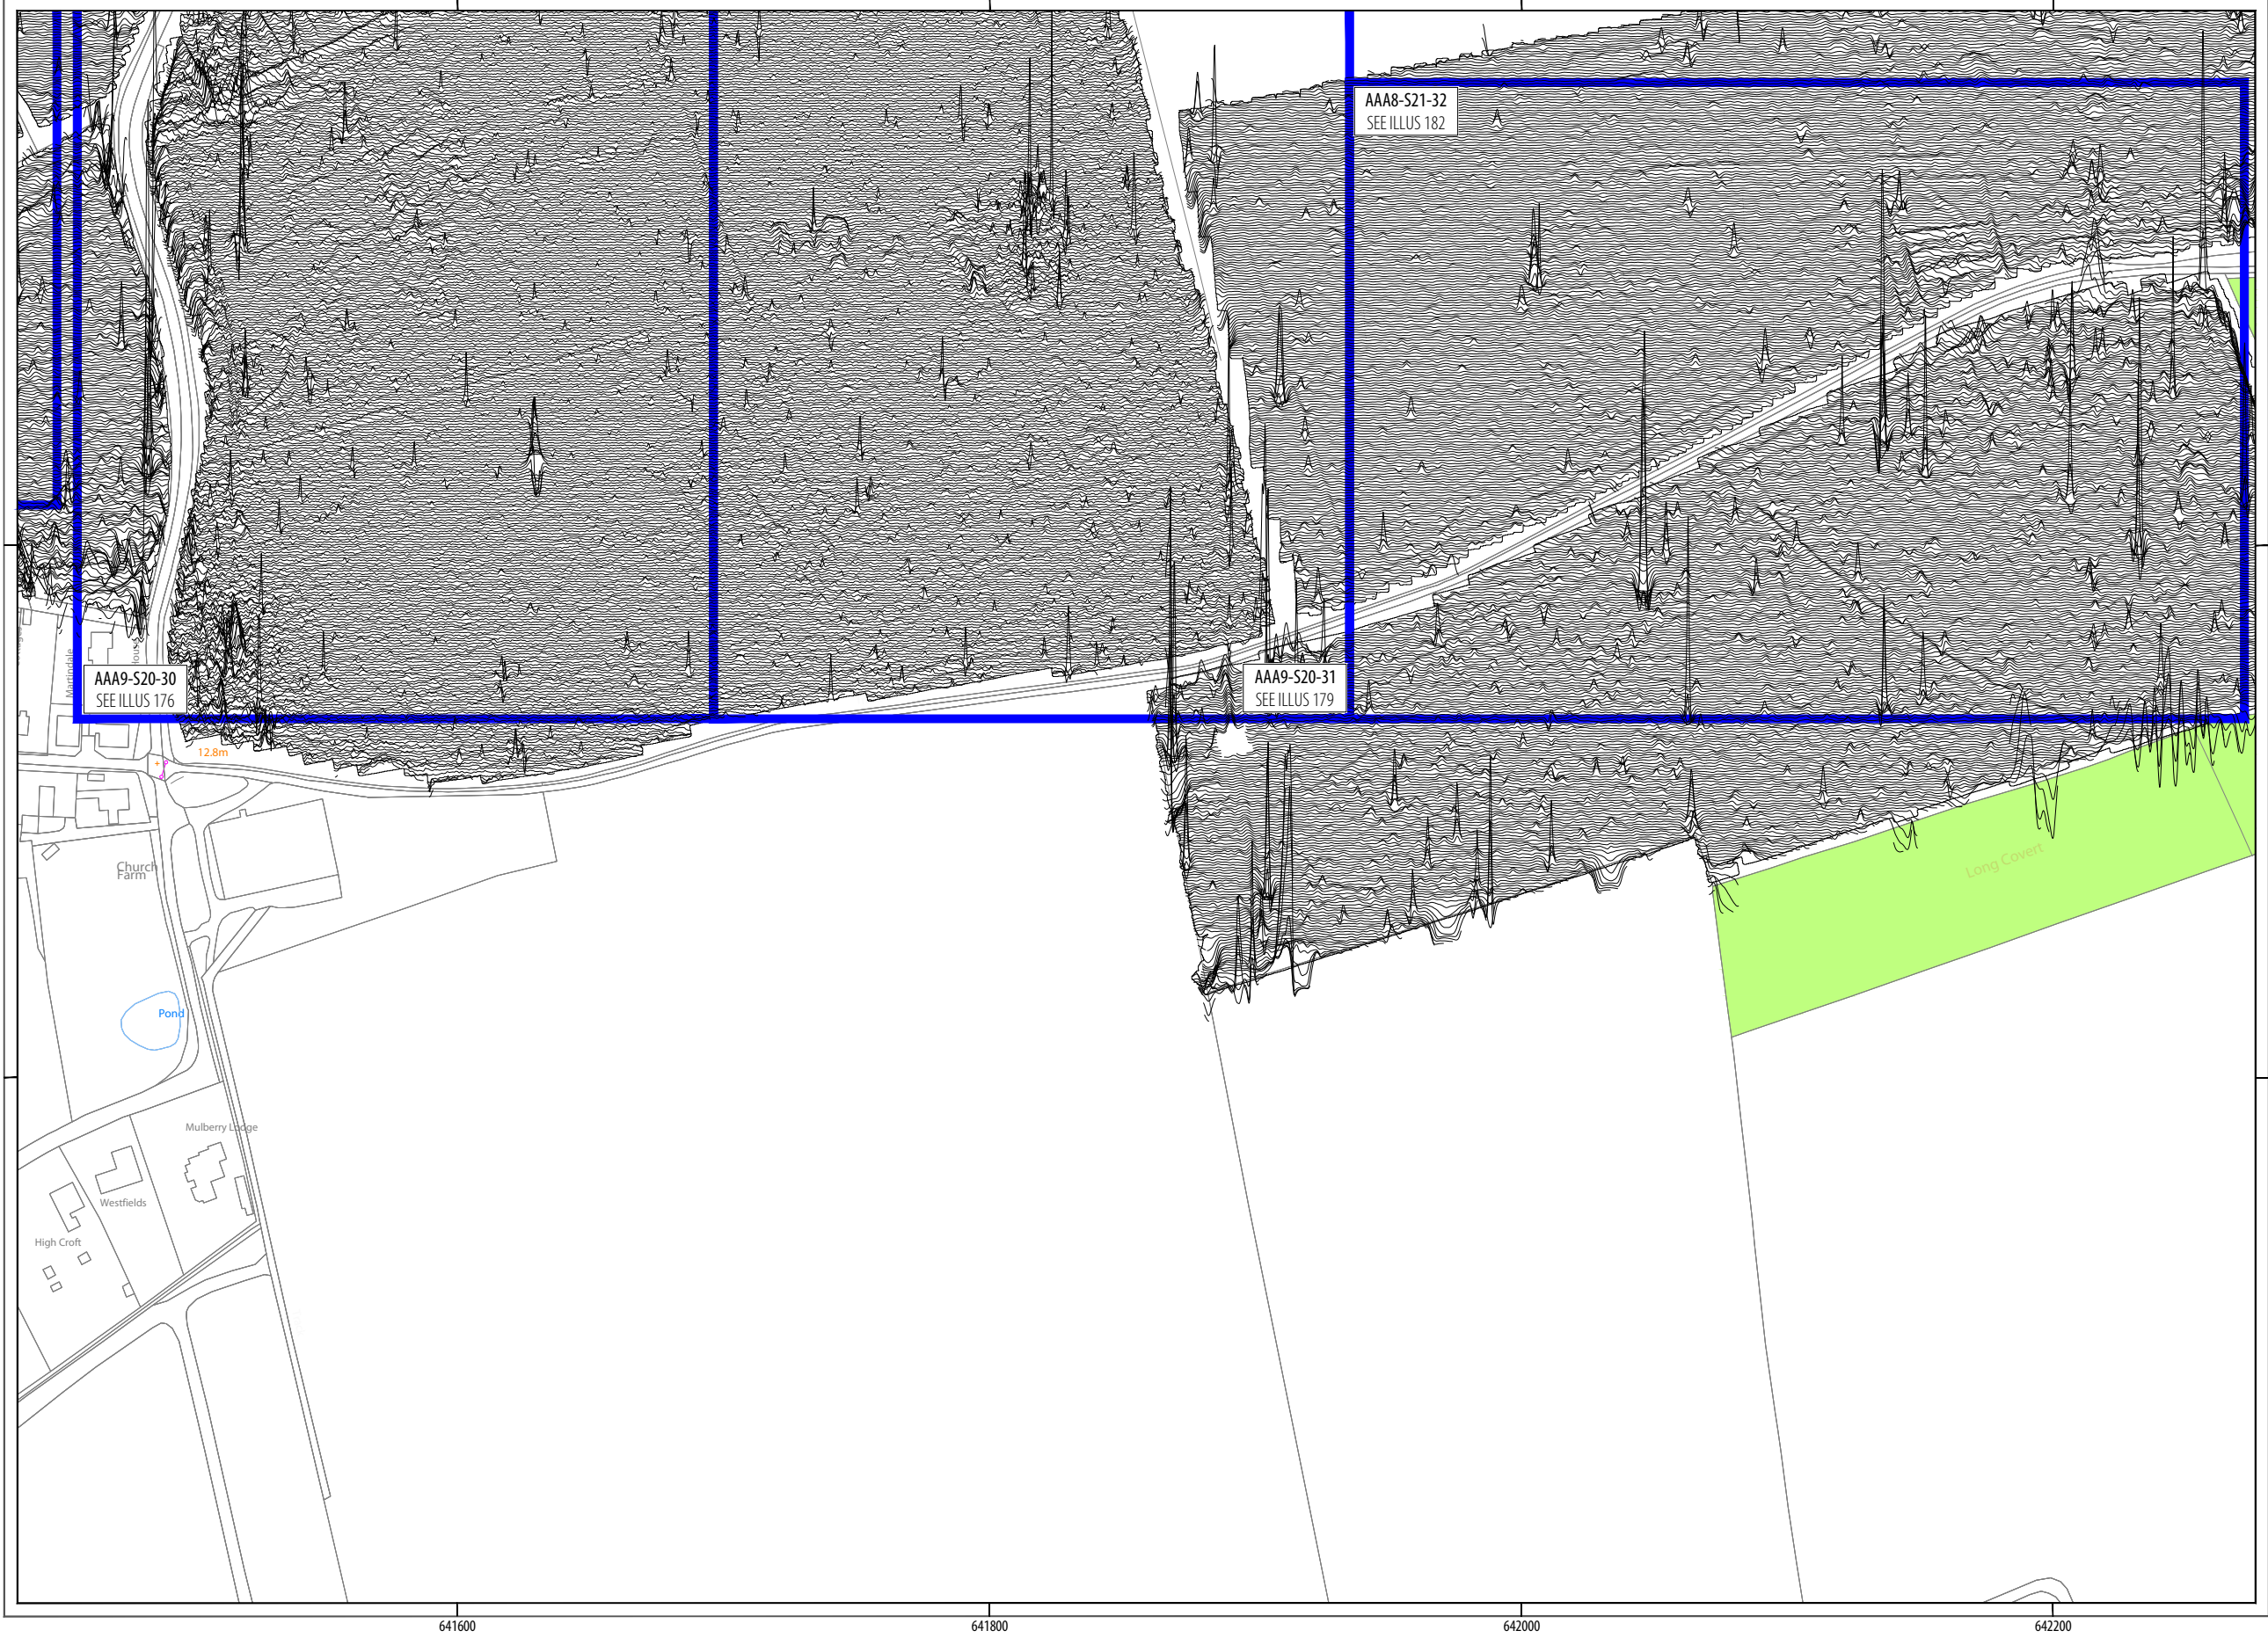 AAA8-S21-32
SEE ILLUS 182
Martindale
AAA9-S20-30
SEE ILLUS 176
AAA9-S20-31
SEE ILLUS 179
12.8m
Church
Farm
Long Covert
Pond
Mulberry Lodge
Westfields
High Croft
641600
641800
642000
642200